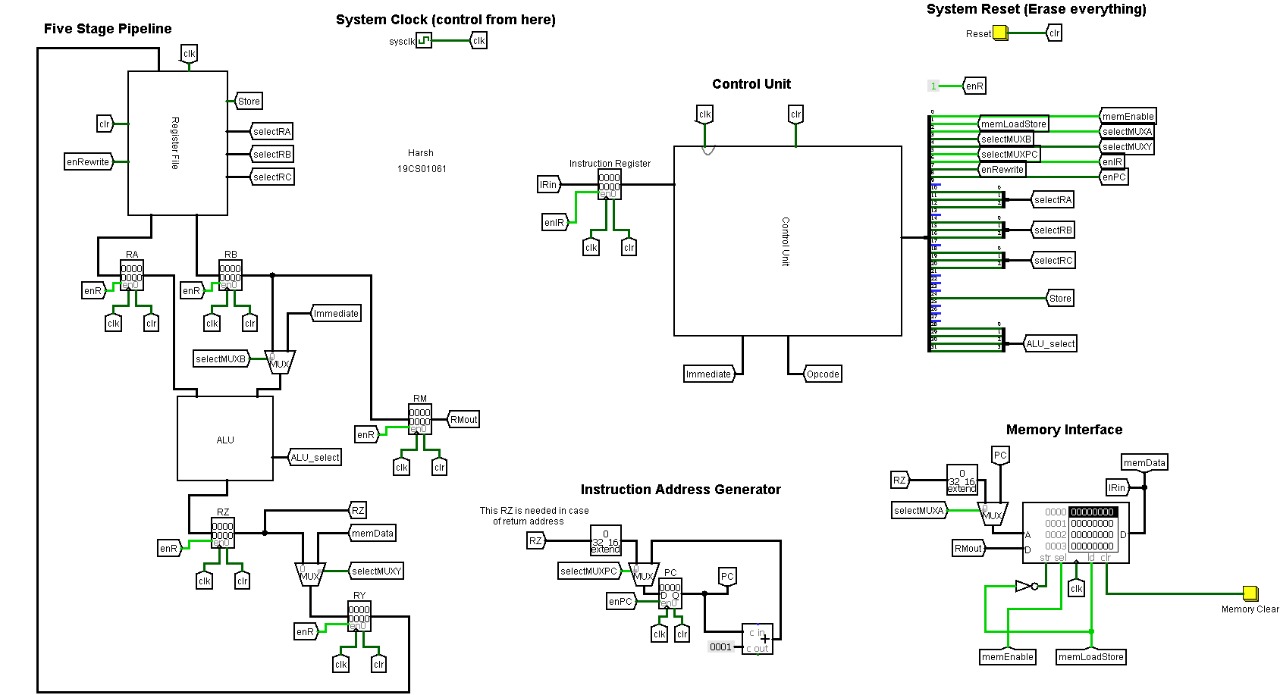 System Reset (Erase everything)
System Clock (control from here)
Five Stage Pipeline
Reset
clr
sysclk
clk
clk
Control Unit
1
enR
Store
clk
clr
memEnable
memLoadStore
clr
selectRA
selectMUXA
selectMUXB
Register File
Harsh
selectMUXY
enRewrite
selectRB
selectMUXPC
19CS01061
Instruction Register
enIR
enRewrite
selectRC
enPC
IRin
0000
0000
en0
selectRA
enIR
Control Unit
selectRB
clk
clr
RA
RB
selectRC
0000
0000
en0
0000
0000
en0
enR
enR
Store
clk
clr
clk
clr
Immediate
ALU_select
selectMUXB
MUX
Immediate
Opcode
RM
0000
0000
en0
RMout
enR
ALU
Memory Interface
ALU_select
clk
clr
PC
memData
RZ
0
32 16
extend
IRin
Instruction Address Generator
RZ
selectMUXA
MUX
This RZ is needed in case
of return address
RZ
0000
0000
en0
0000 00000000
0001 00000000
0002 00000000
0003 00000000
A
D
D
str sel
ld clr
RMout
memData
enR
RZ
0
32 16
extend
clk
clr
MUX
selectMUXY
selectMUXPC
MUX
PC
PC
0000
D Q
en0
clk
RY
0000
0000
en0
enPC
Memory Clear
enR
clk
clr
c in
+
c out
0001
clk
clr
memEnable
memLoadStore